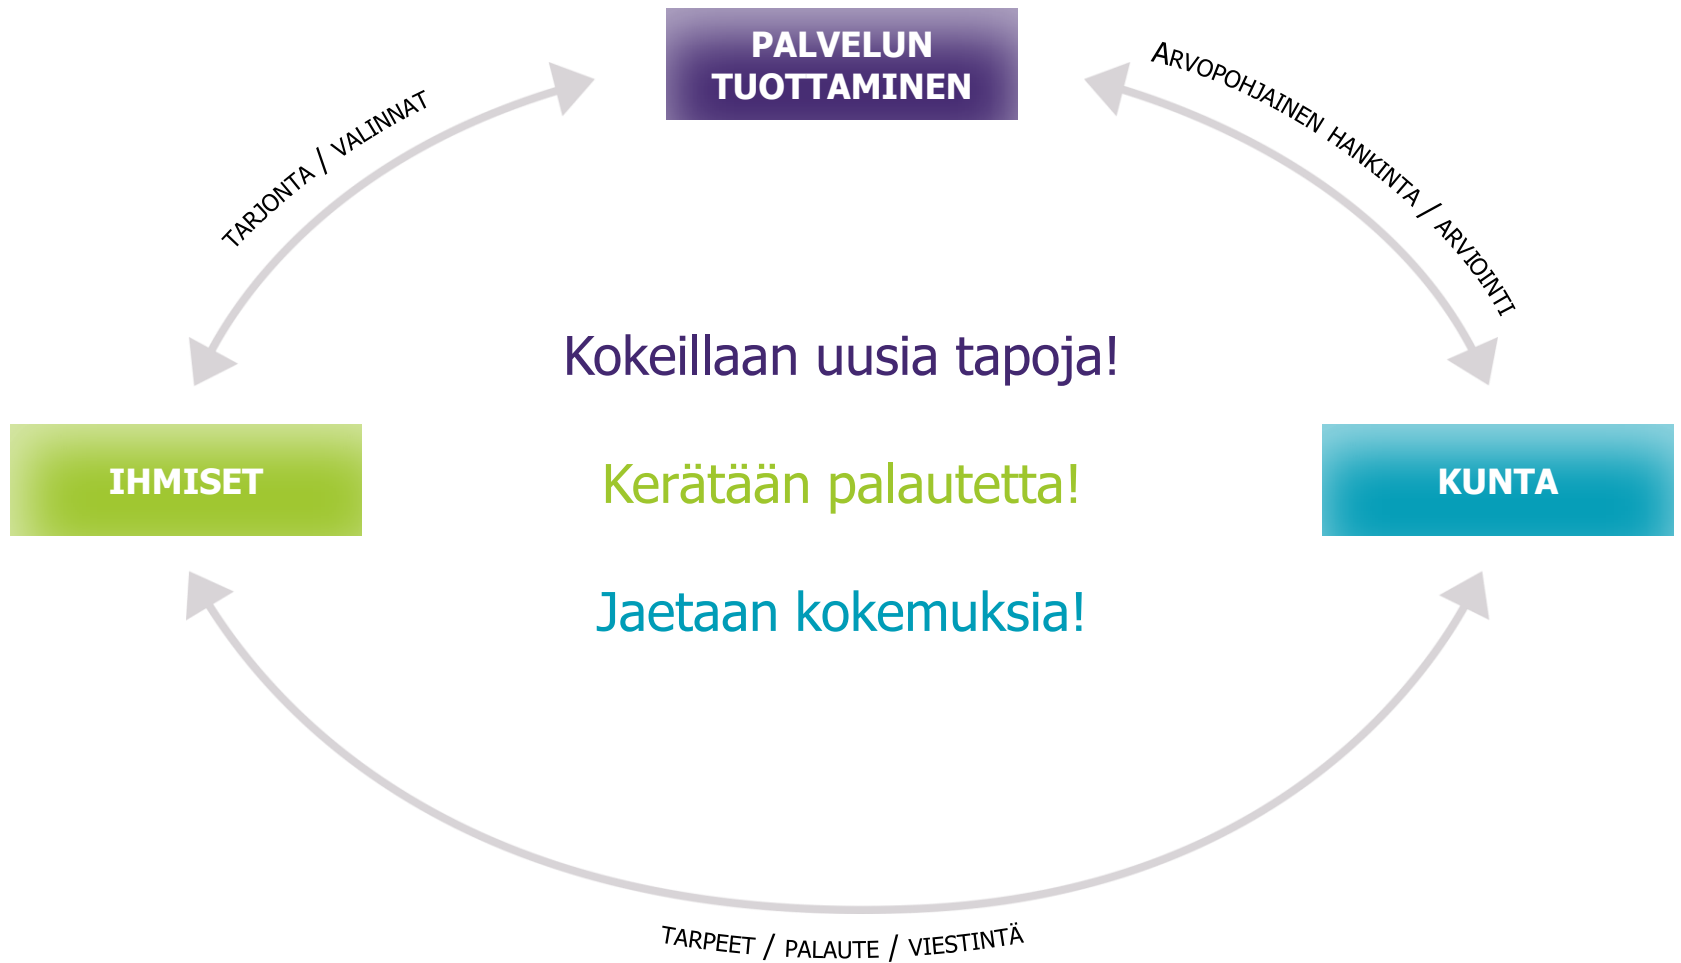 PALVELUN
TUOTTAMINEN
TARJONTA / VALINNAT
ARVOPOHJAINEN HANKINTA / ARVIOINTI
Kokeillaan uusia tapoja!
IHMISET
Kerätään palautetta!
KUNTA
Jaetaan kokemuksia!
TARPEET / PALAUTE / VIESTINTÄ